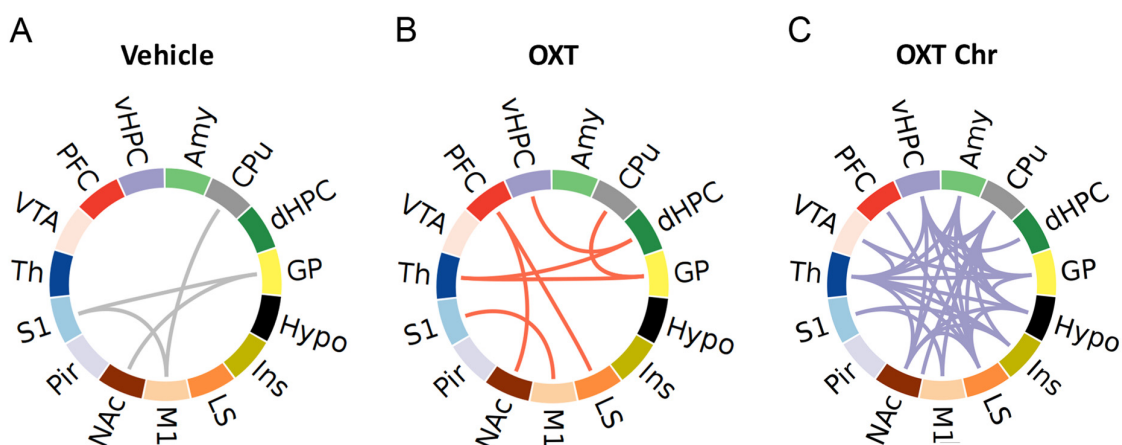 A
Vehicle
vHPC
Amy
PFC
CPu
VTA
dHPC
Th
GP
S1
Hypo
Pir
Ins
NAc
M1
LS
B
OXT
vHPC
Amy
PFC
CPu
VTA
dHPC
Th
GP
S1
Hypo
Pir
Ins
NAc
M1
LS
C
OXT Chr
vHPC
Amy
PFC
CPu
VTA
dHPC
Th
GP
S1
Hypo
Pir
Ins
NAc
M1
LS